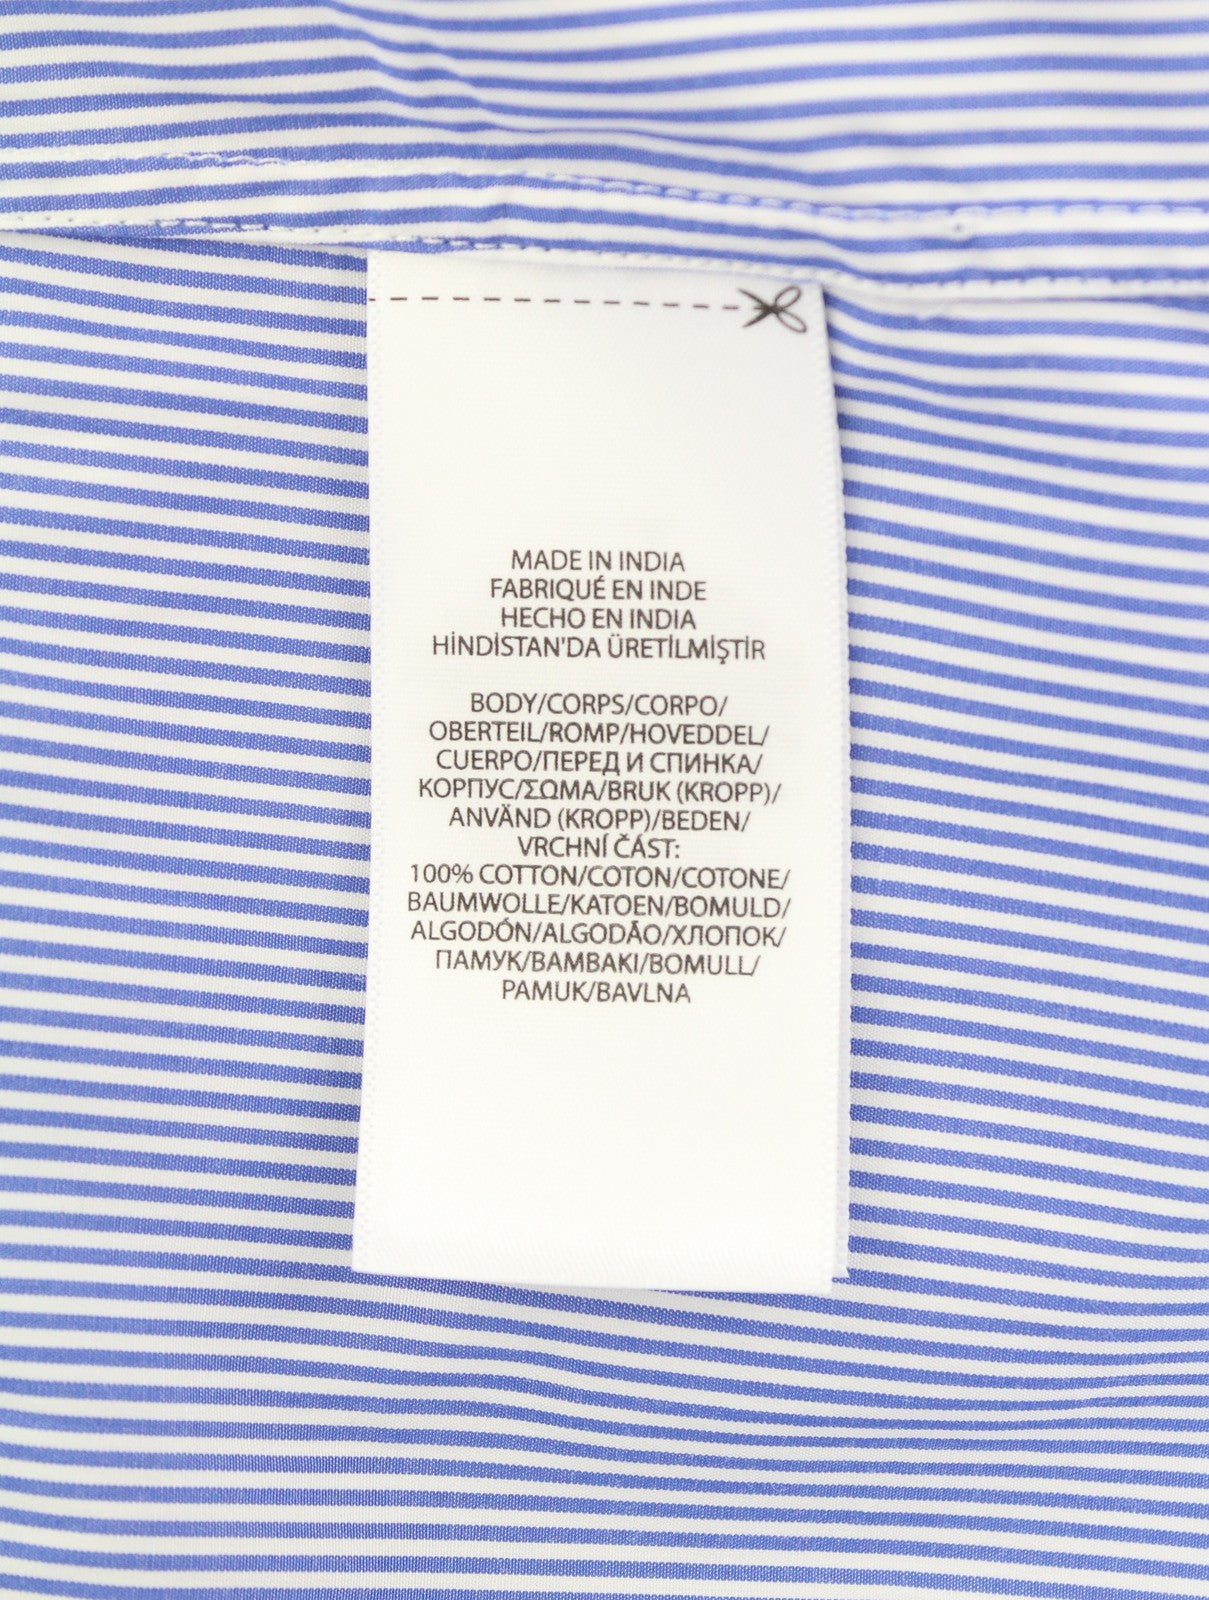 MADE IN INDIA
FABRIQUÉ EN INDE
HECHO EN INDIA
HİNDİSTAN'DA ÜRETİLMİŞTİR
BODY/CORPS/CORPO/
OBERTEIL/ROMP/HOVEDDEL/
CUERPO/ПЕРЕД И СПИНКА/
КОРПУС/ΣΩΜΑ/BRUK (KROPP)/
ANVÄND (KROPP)/BEDEN/
VRCHNÍ ČÁST:
100% COTTON/COTON/COTONE/
BAUMWOLLE/KATOEN/BOMULD/
ALGODÓN/ALGODÃO/ХЛОПОК/
ПАМУК/ΒΑΜΒΑΚΙ/BOMULL/
PAMUK/BAVLNA